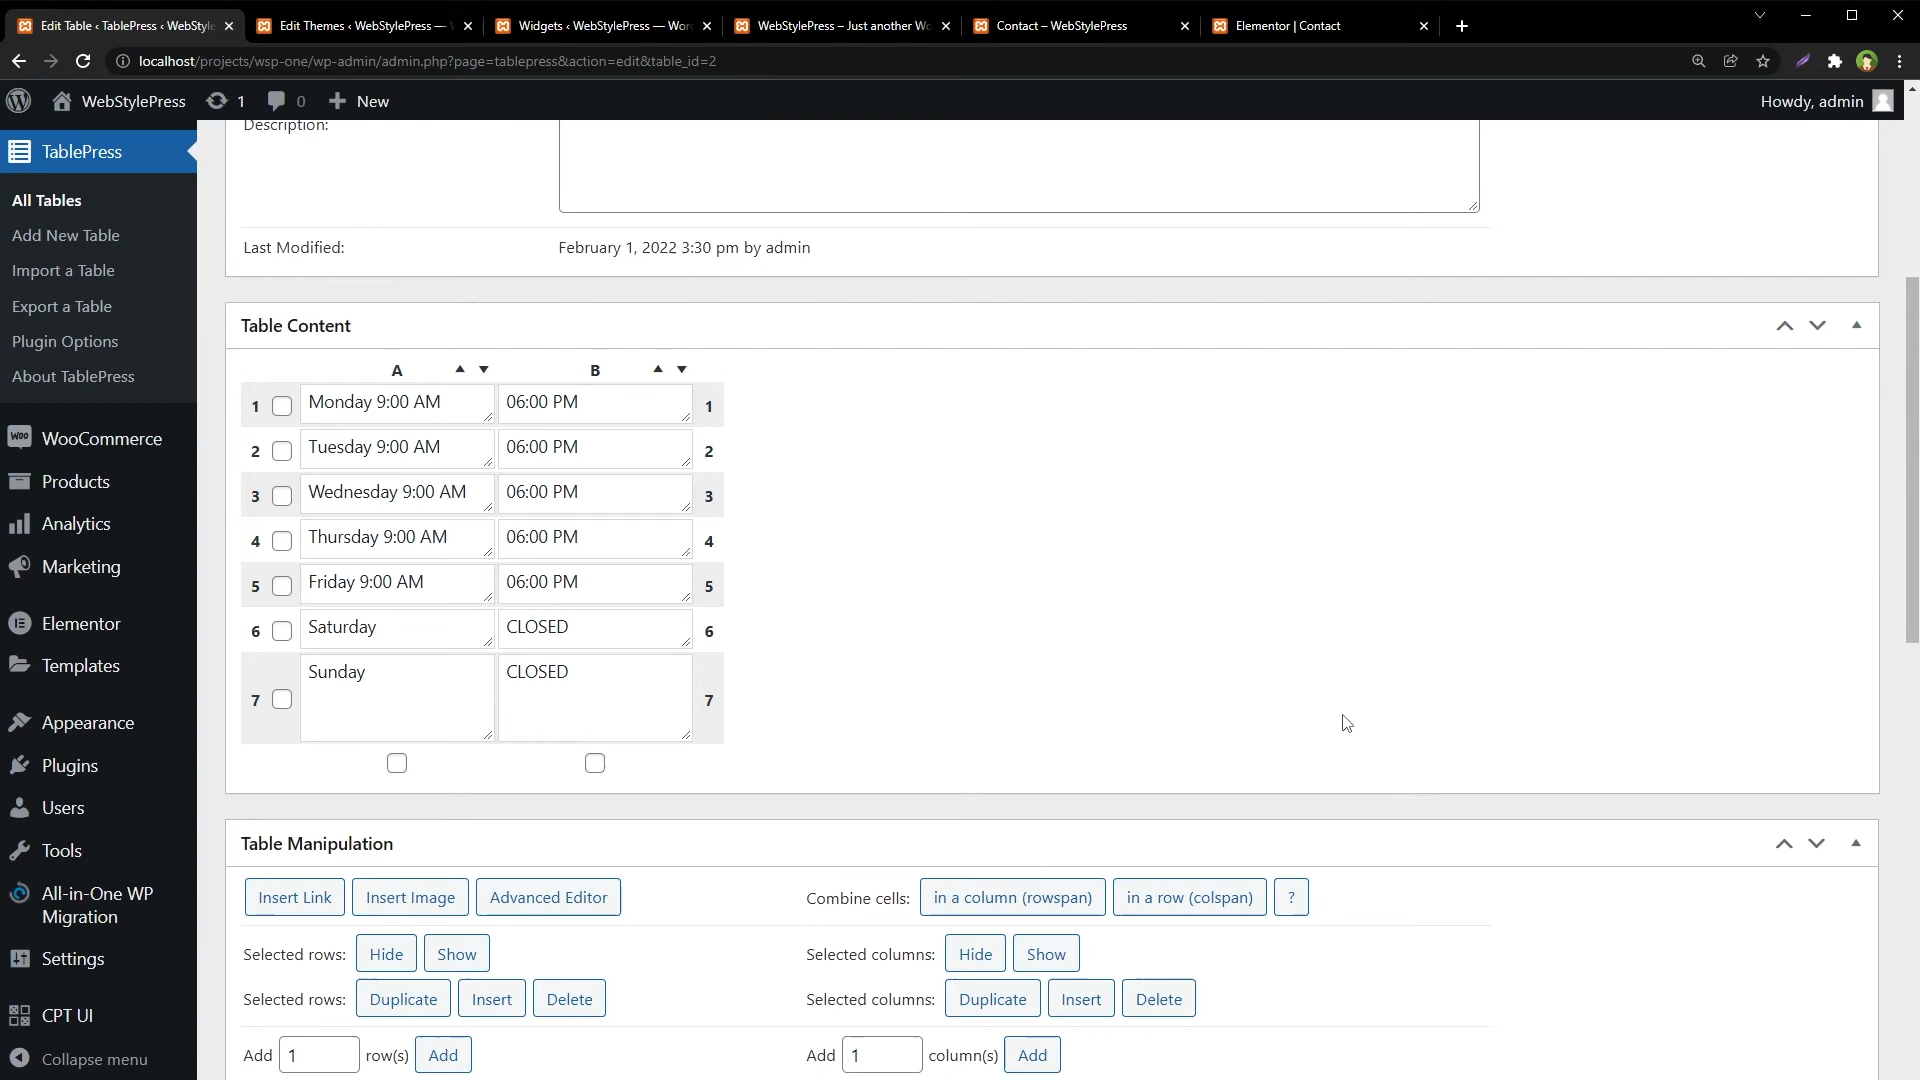 Edit Table ‹ TablePress ‹ WebStyle
Edit Themes ‹ WebStylePress —
Widgets ‹ WebStylePress — Wor
WebStylePress – Just another Wo
Contact – WebStylePress
Elementor | Contact
localhost/projects/wsp-one/wp-admin/admin.php?page=tablepress&action=edit&table_id=2
WebStylePress 1 0 New
Howdy, admin
TablePress
All Tables
Add New Table
Import a Table
Export a Table
Plugin Options
About TablePress
WooCommerce
Products
Analytics
Marketing
Elementor
Templates
Appearance
Plugins
Users
Tools
All-in-One WP
Migration
Settings
CPT UI
Collapse menu
Description:
Last Modified: February 1, 2022 3:30 pm by admin
Table Content
A B
1 Monday 9:00 AM 06:00 PM 1
2 Tuesday 9:00 AM 06:00 PM 2
3 Wednesday 9:00 AM 06:00 PM 3
4 Thursday 9:00 AM 06:00 PM 4
5 Friday 9:00 AM 06:00 PM 5
6 Saturday CLOSED 6
7 Sunday CLOSED 7
Table Manipulation
Insert Link Insert Image Advanced Editor Combine cells: in a column (rowspan) in a row (colspan) ?
Selected rows: Hide Show Selected columns: Hide Show
Selected rows: Duplicate Insert Delete Selected columns: Duplicate Insert Delete
Add 1 row(s) Add Add 1 column(s) Add